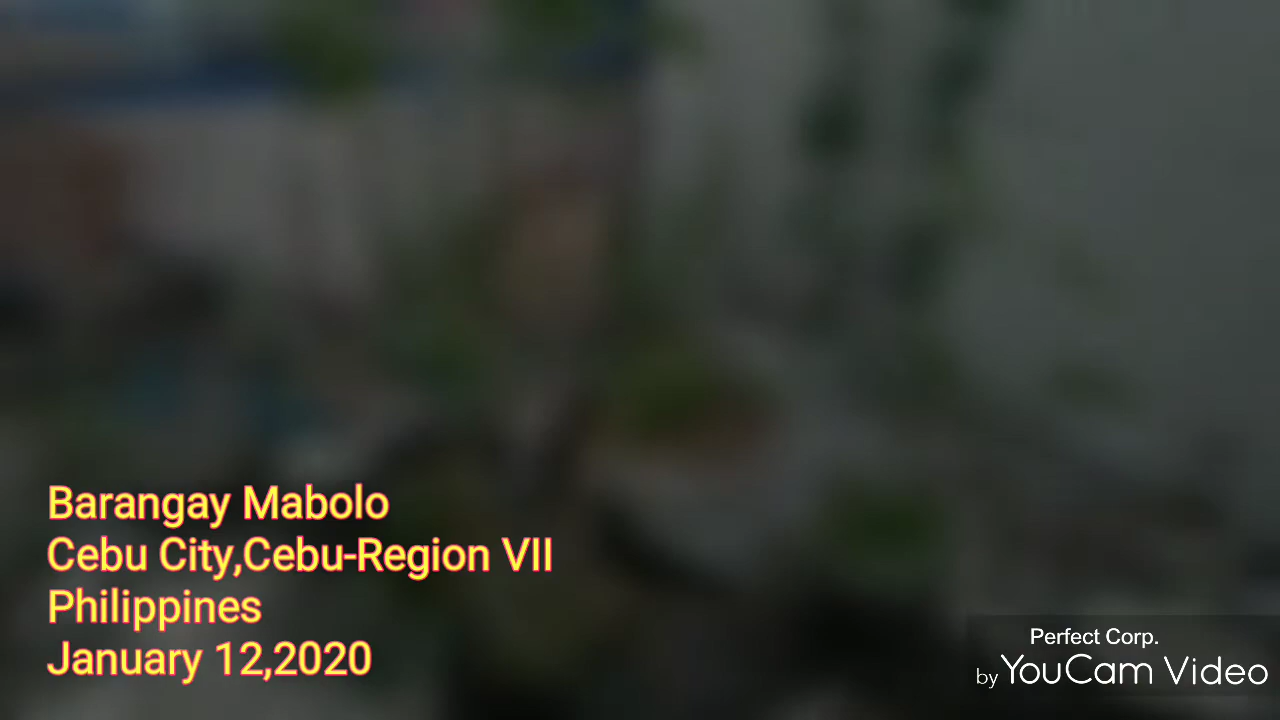 Barangay Mabolo
Cebu City,Cebu-Region VII
Philippines
January 12,2020
Perfect Corp.
by YouCam Video